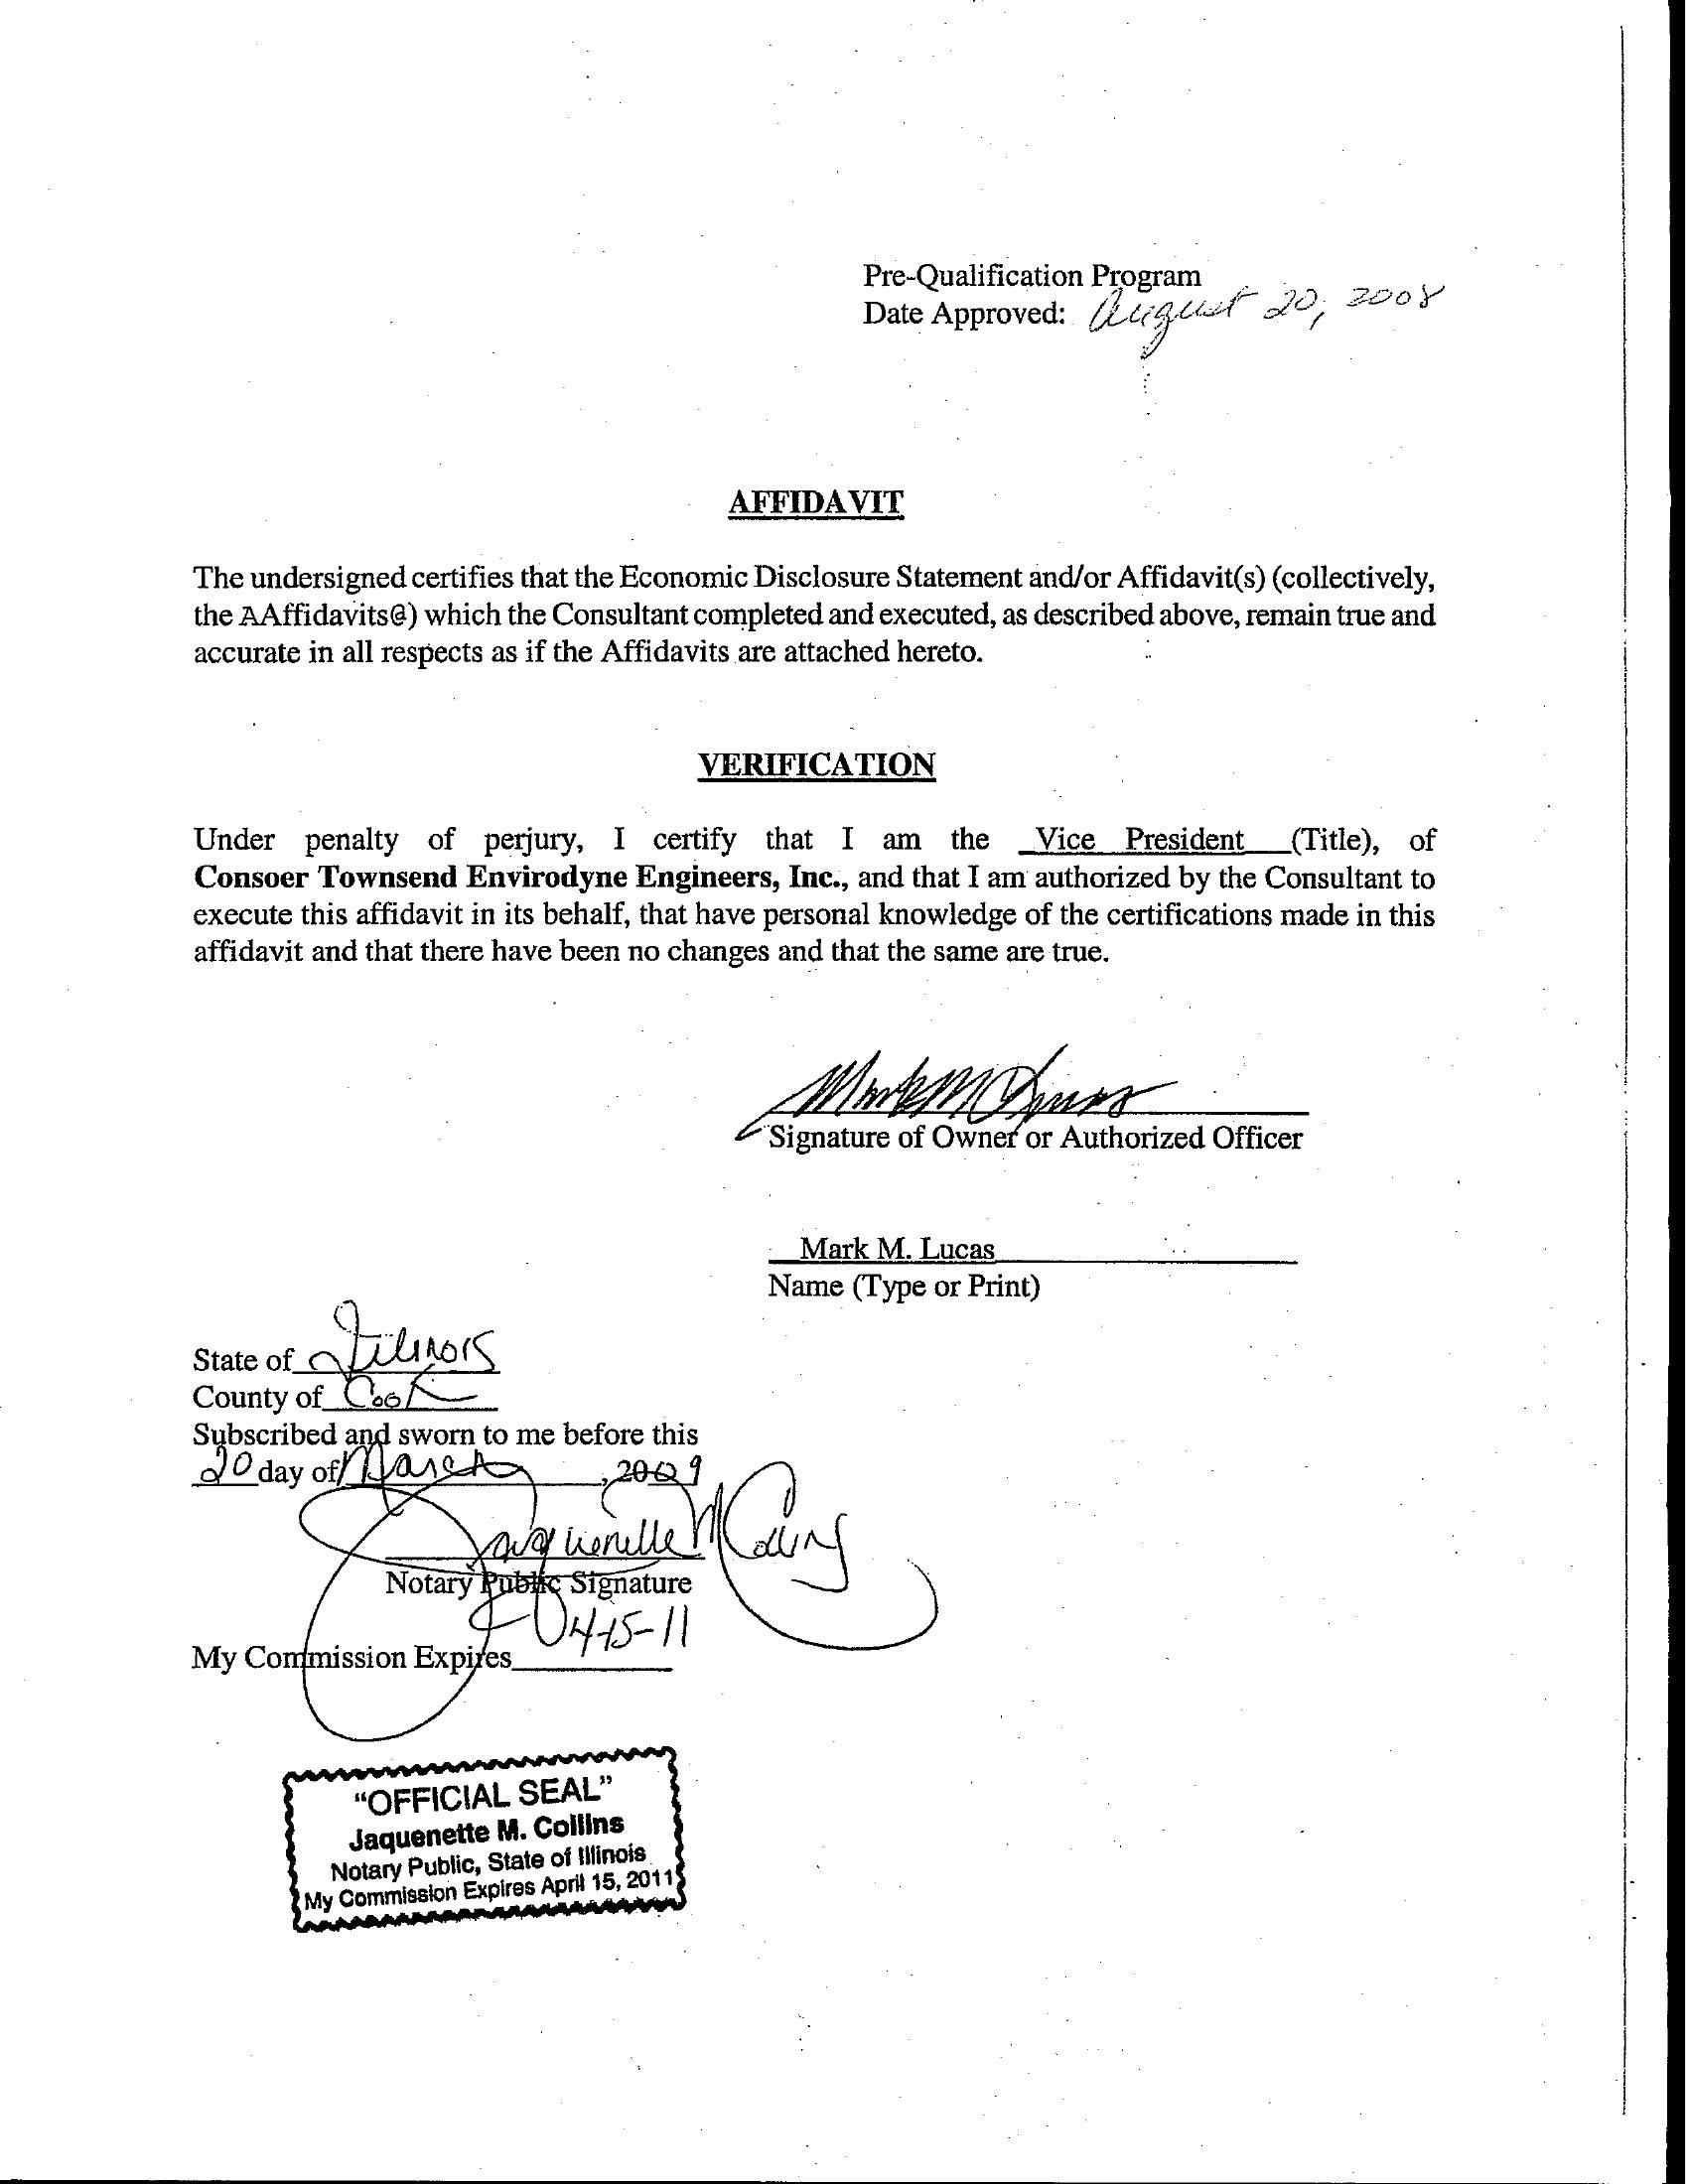 Pre-Qualification Program
Date Approved: August 20, 2008
AFFIDAVIT
The undersigned certifies that the Economic Disclosure Statement and/or Affidavit(s) (collectively,
the AAffidavits@) which the Consultant completed and executed, as described above, remain true and
accurate in all respects as if the Affidavits are attached hereto.
VERIFICATION
Under penalty of perjury, I certify that I am the _Vice President__(Title), of
Consoer Townsend Envirodyne Engineers, Inc., and that I am authorized by the Consultant to
execute this affidavit in its behalf, that have personal knowledge of the certifications made in this
affidavit and that there have been no changes and that the same are true.
Mark M Lucas
Signature of Owner or Authorized Officer
Mark M. Lucas
Name (Type or Print)
State of Illinois
County of Cook
Subscribed and sworn to me before this
20 day of March, 2009
Jaquenette M Collins
Notary Public Signature
My Commission Expires 04-15-11
"OFFICIAL SEAL"
Jaquenette M. Collins
Notary Public, State of Illinois
My Commission Expires April 15, 2011